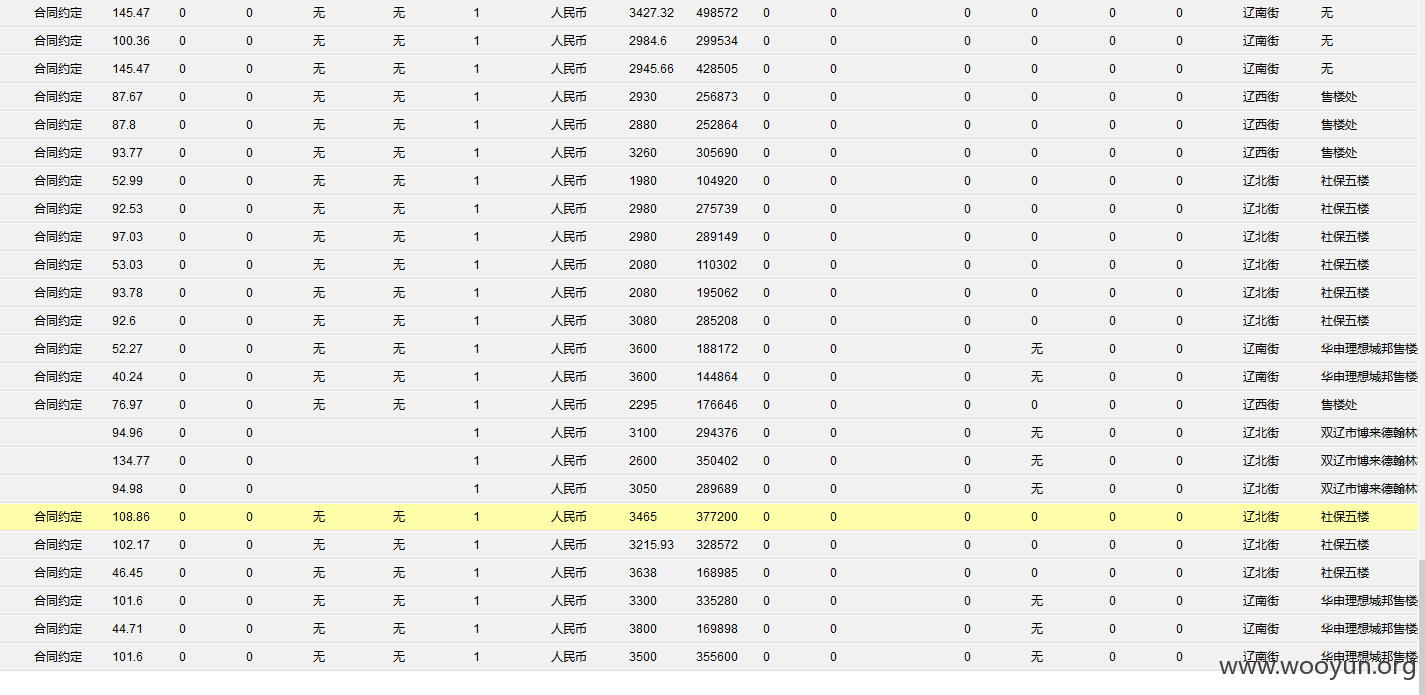 合同约定 145.47 0 0 无 无 1 人民币 3427.32 498572 0 0 0 0 0 0 辽南街 无
合同约定 100.36 0 0 无 无 1 人民币 2984.6 299534 0 0 0 0 0 0 辽南街 无
合同约定 145.47 0 0 无 无 1 人民币 2945.66 428505 0 0 0 0 0 0 辽南街 无
合同约定 87.67 0 0 无 无 1 人民币 2930 256873 0 0 0 0 0 0 辽西街 售楼处
合同约定 87.8 0 0 无 无 1 人民币 2880 252864 0 0 0 0 0 0 辽西街 售楼处
合同约定 93.77 0 0 无 无 1 人民币 3260 305690 0 0 0 0 0 0 辽西街 售楼处
合同约定 52.99 0 0 无 无 1 人民币 1980 104920 0 0 0 0 0 0 辽北街 社保五楼
合同约定 92.53 0 0 无 无 1 人民币 2980 275739 0 0 0 0 0 0 辽北街 社保五楼
合同约定 97.03 0 0 无 无 1 人民币 2980 289149 0 0 0 0 0 0 辽北街 社保五楼
合同约定 53.03 0 0 无 无 1 人民币 2080 110302 0 0 0 0 0 0 辽北街 社保五楼
合同约定 93.78 0 0 无 无 1 人民币 2080 195062 0 0 0 0 0 0 辽北街 社保五楼
合同约定 92.6 0 0 无 无 1 人民币 3080 285208 0 0 0 0 0 0 辽北街 社保五楼
合同约定 52.27 0 0 无 无 1 人民币 3600 188172 0 0 0 无 0 0 辽南街 华申理想城邦售楼
合同约定 40.24 0 0 无 无 1 人民币 3600 144864 0 0 0 无 0 0 辽南街 华申理想城邦售楼
合同约定 76.97 0 0 无 无 1 人民币 2295 176646 0 0 0 0 0 0 辽西街 售楼处
94.96 0 0 1 人民币 3100 294376 0 0 0 无 0 0 辽北街 双辽市博来德翰林
134.77 0 0 1 人民币 2600 350402 0 0 0 无 0 0 辽北街 双辽市博来德翰林
94.98 0 0 1 人民币 3050 289689 0 0 0 无 0 0 辽北街 双辽市博来德翰林
合同约定 108.86 0 0 无 无 1 人民币 3465 377200 0 0 0 0 0 0 辽北街 社保五楼
合同约定 102.17 0 0 无 无 1 人民币 3215.93 328572 0 0 0 0 0 0 辽北街 社保五楼
合同约定 46.45 0 0 无 无 1 人民币 3638 168985 0 0 0 0 0 0 辽北街 社保五楼
合同约定 101.6 0 0 无 无 1 人民币 3300 335280 0 0 0 无 0 0 辽南街 华申理想城邦售楼
合同约定 44.71 0 0 无 无 1 人民币 3800 169898 0 0 0 无 0 0 辽南街 华申理想城邦售楼
合同约定 101.6 0 0 无 无 1 人民币 3500 355600 0 0 0 无 0 0 辽南街 华申理想城邦售楼
www.wooyun.org